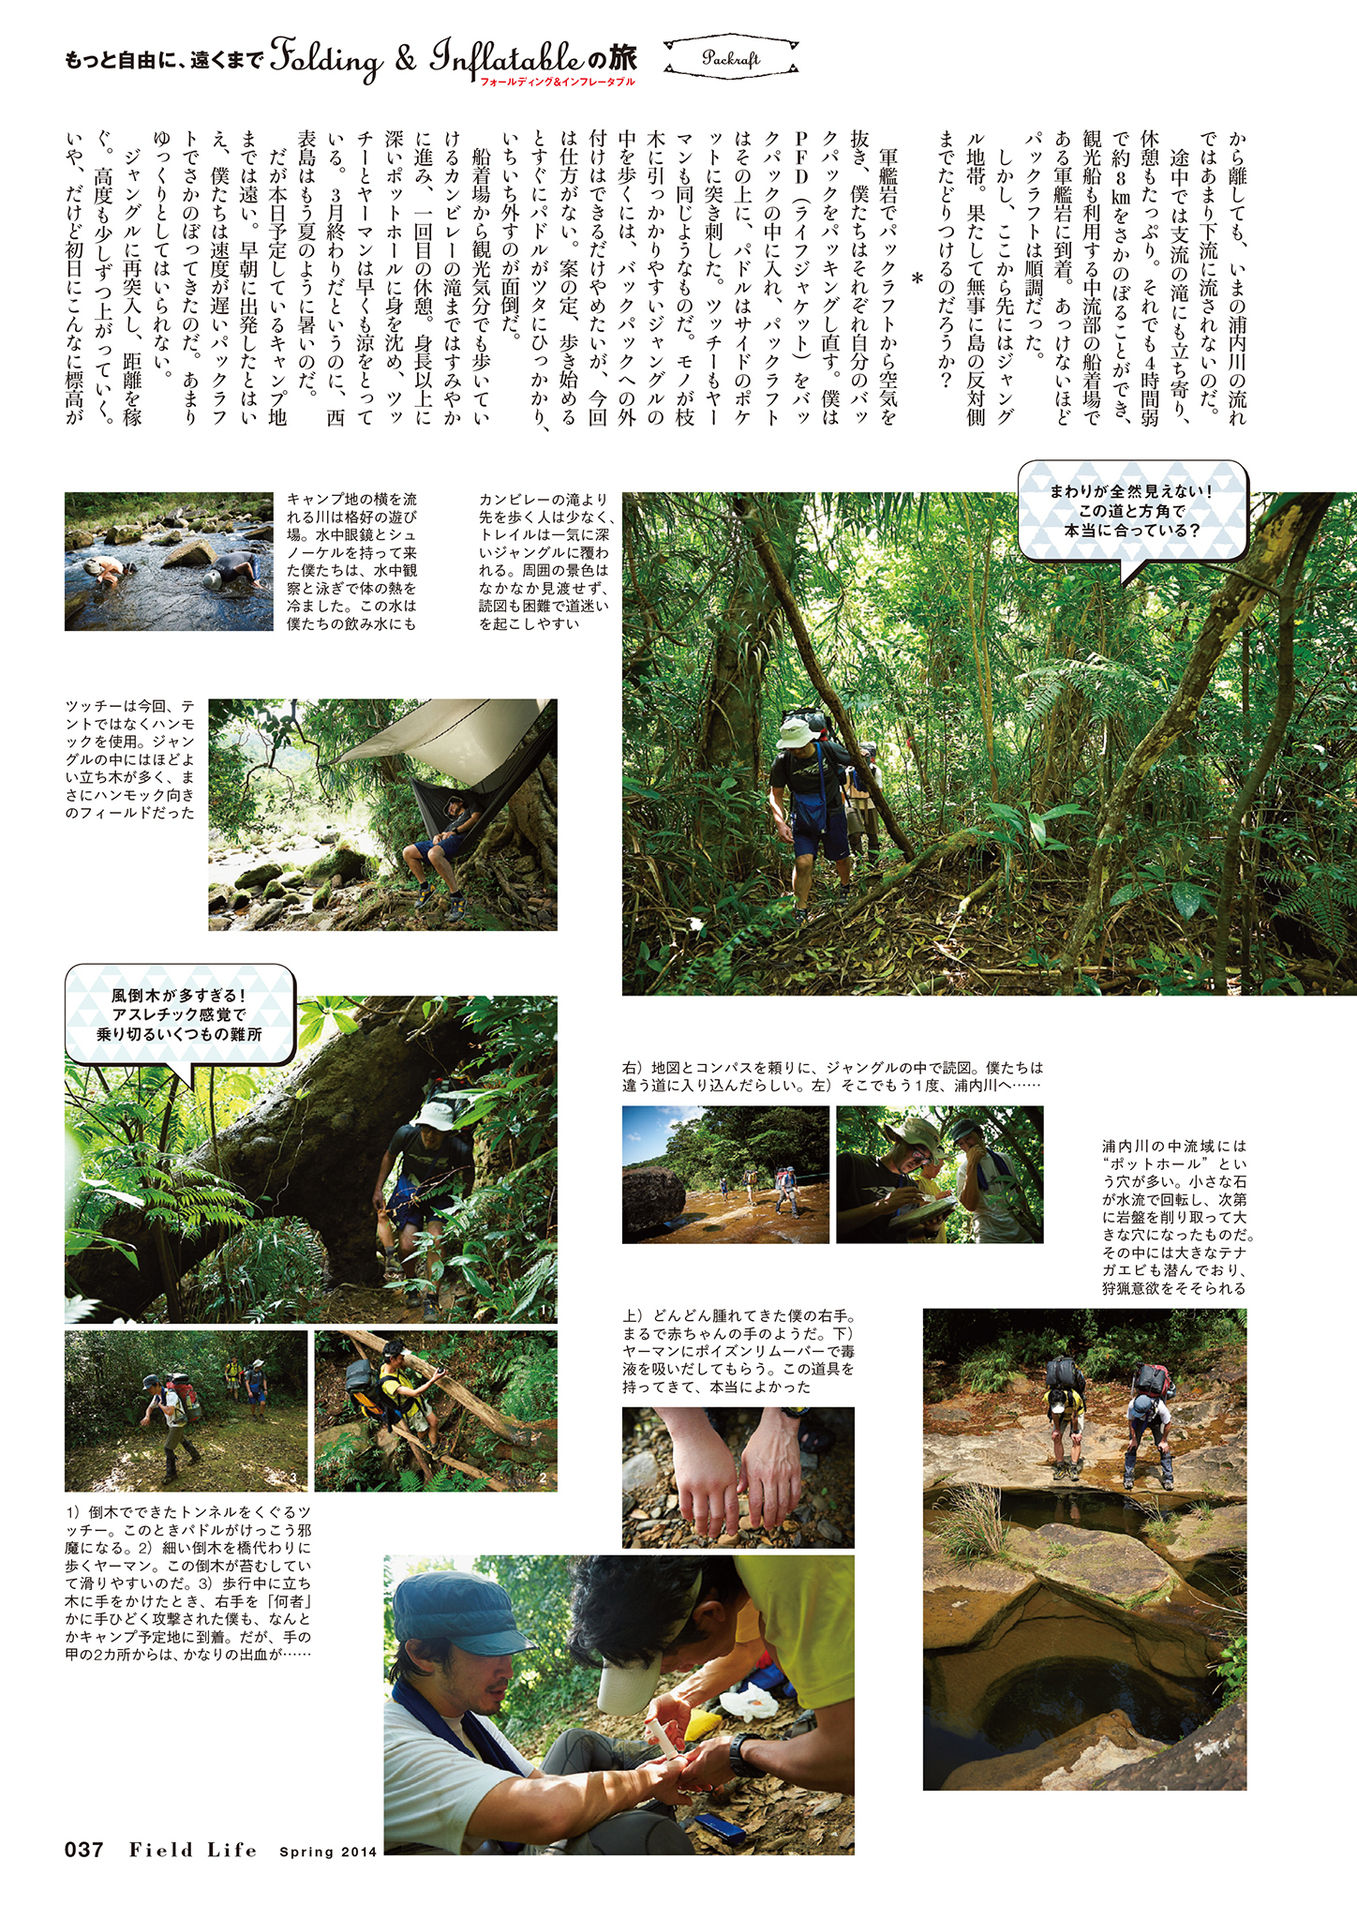 もっと自由に、遠くまで Folding & Inflatableの旅
フォールディング&インフレータブル
Packraft
から離しても、いまの浦内川の流れ
ではあまり下流に流されないのだ。
途中では支流の滝にも立ち寄り、
休憩もたっぷり。それでも4時間弱
で約8㎞をさかのぼることができ、
観光船も利用する中流部の船着場で
ある軍艦岩に到着。あっけないほど
パックラフトは順調だった。
しかし、ここから先にはジャング
ル地帯。果たして無事に島の反対側
までたどりつけるのだろうか?
*
軍艦岩でパックラフトから空気を
抜き、僕たちはそれぞれ自分のバッ
クパックをパッキングし直す。僕は
PFD(ライフジャケット)をバッ
クパックの中に入れ、パックラフト
はその上に、パドルはサイドのポケ
ットに突き刺した。ツッチーもヤー
マンも同じようなものだ。モノが枝
木に引っかかりやすいジャングルの
中を歩くには、バックパックへの外
付けはできるだけやめたいが、今回
は仕方がない。案の定、歩き始める
とすぐにパドルがツタにひっかかり、
いちいち外すのが面倒だ。
船着場から観光気分でも歩いてい
けるカンビレーの滝まではすみやか
に進み、一回目の休憩。身長以上に
深いポットホールに身を沈め、ツッ
チーとヤーマンは早くも涼をとって
いる。3月終わりだというのに、西
表島はもう夏のように暑いのだ。
だが本日予定しているキャンプ地
までは遠い。早朝に出発したとはい
え、僕たちは速度が遅いパックラフ
トでさかのぼってきたのだ。あまり
ゆっくりとしてはいられない。
ジャングルに再突入し、距離を稼
ぐ。高度も少しずつ上がっていく。
いや、だけど初日にこんなに標高が
まわりが全然見えない!
この道と方角で
本当に合っている?
カンビレーの滝より
先を歩く人は少なく、
トレイルは一気に深
いジャングルに覆わ
れる。周囲の景色は
なかなか見渡せず、
読図も困難で道迷い
を起こしやすい
キャンプ地の横を流
れる川は格好の遊び
場。水中眼鏡とシュ
ノーケルを持って来
た僕たちは、水中観
察と泳ぎで体の熱を
冷ました。この水は
僕たちの飲み水にも
ツッチーは今回、テ
ントではなくハンモ
ックを使用。ジャン
グルの中にはほどよ
い立ち木が多く、ま
さにハンモック向き
のフィールドだった
風倒木が多すぎる!
アスレチック感覚で
乗り切るいくつもの難所
1
3
2
右)地図とコンパスを頼りに、ジャングルの中で読図。僕たちは
違う道に入り込んだらしい。左)そこでもう1度、浦内川へ……
浦内川の中流域には
“ポットホール”とい
う穴が多い。小さな石
が水流で回転し、次第
に岩盤を削り取って大
きな穴になったものだ。
その中には大きなテナ
ガエビも潜んでおり、
狩猟意欲をそそられる
上)どんどん腫れてきた僕の右手。
まるで赤ちゃんの手のようだ。下)
ヤーマンにポイズンリムーバーで毒
液を吸いだしてもらう。この道具を
持ってきて、本当によかった
1)倒木でできたトンネルをくぐるツ
ッチー。このときパドルがけっこう邪
魔になる。2)細い倒木を橋代わりに
歩くヤーマン。この倒木が苔むしてい
て滑りやすいのだ。3)歩行中に立ち
木に手をかけたとき、右手を「何者」
かに手ひどく攻撃された僕も、なんと
かキャンプ予定地に到着。だが、手の
甲の2カ所からは、かなりの出血が……
037 Field Life Spring 2014